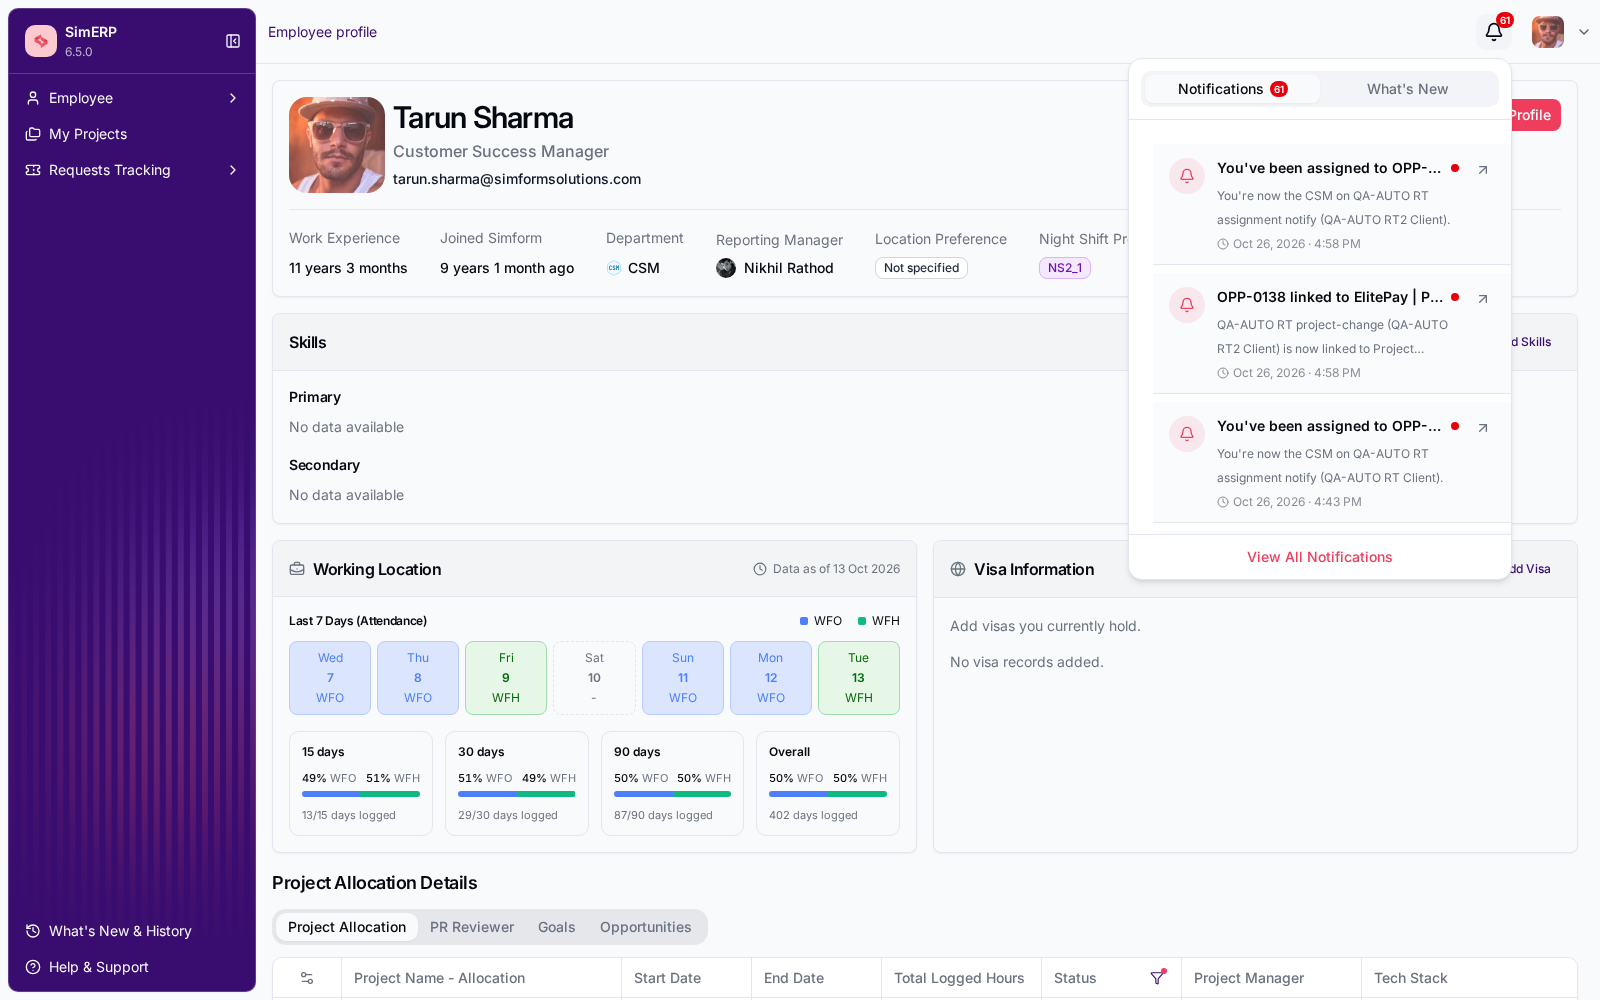 SimERP
6.5.0
Employee
My Projects
Requests Tracking
What's New & History
Help & Support
Employee profile
61
Tarun Sharma
Customer Success Manager
tarun.sharma@simformsolutions.com
Profile
Work Experience
11 years 3 months
Joined Simform
9 years 1 month ago
Department
CSM CSM
Reporting Manager
Nikhil Rathod
Location Preference
Not specified
Night Shift Pr
NS2_1
Notifications 61
What's New
You've been assigned to OPP-...
You're now the CSM on QA-AUTO RT
assignment notify (QA-AUTO RT2 Client).
Oct 26, 2026 · 4:58 PM
OPP-0138 linked to ElitePay | P...
QA-AUTO RT project-change (QA-AUTO
RT2 Client) is now linked to Project...
Oct 26, 2026 · 4:58 PM
You've been assigned to OPP-...
You're now the CSM on QA-AUTO RT
assignment notify (QA-AUTO RT Client).
Oct 26, 2026 · 4:43 PM
View All Notifications
Skills
d Skills
Primary
No data available
Secondary
No data available
Working Location
Data as of 13 Oct 2026
Last 7 Days (Attendance)
WFO
WFH
Wed
7
WFO
Thu
8
WFO
Fri
9
WFH
Sat
10
-
Sun
11
WFO
Mon
12
WFO
Tue
13
WFH
15 days
49% WFO 51% WFH
13/15 days logged
30 days
51% WFO 49% WFH
29/30 days logged
90 days
50% WFO 50% WFH
87/90 days logged
Overall
50% WFO 50% WFH
402 days logged
Visa Information
dd Visa
Add visas you currently hold.
No visa records added.
Project Allocation Details
Project Allocation
PR Reviewer
Goals
Opportunities
Project Name - Allocation
Start Date
End Date
Total Logged Hours
Status
Project Manager
Tech Stack